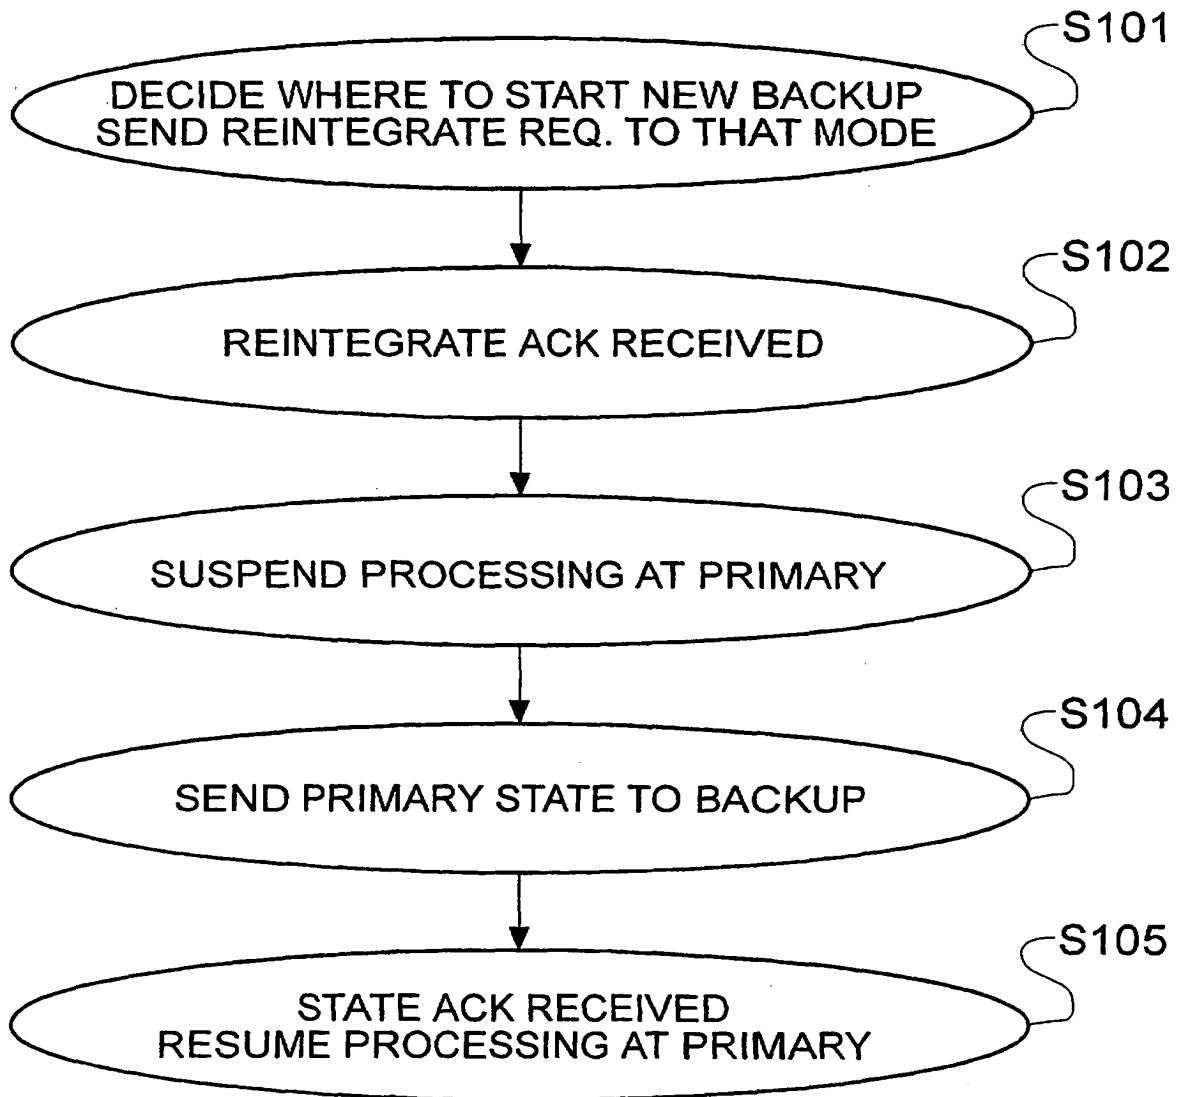 S101
DECIDE WHERE TO START NEW BACKUP
SEND REINTEGRATE REQ. TO THAT MODE
S102
REINTEGRATE ACK RECEIVED
S103
SUSPEND PROCESSING AT PRIMARY
S104
SEND PRIMARY STATE TO BACKUP
S105
STATE ACK RECEIVED
RESUME PROCESSING AT PRIMARY